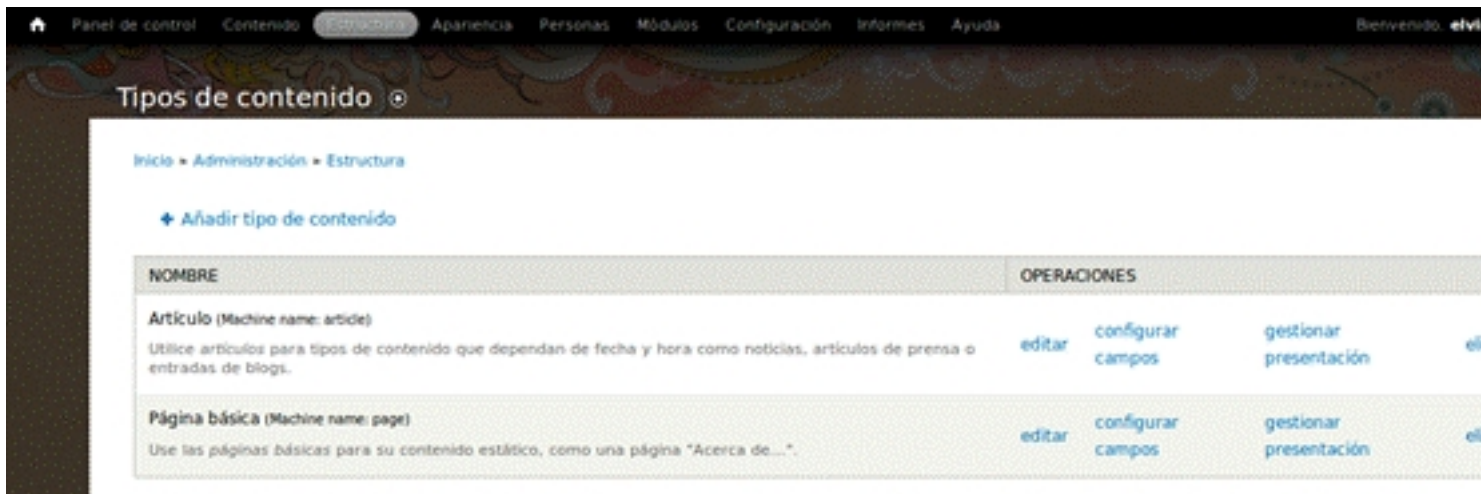 Panel de control Contenido Estructura Apariencia Personas Módulos Configuración Informes Ayuda Bienvenido, elvi
Tipos de contenido
Inicio » Administración » Estructura
+ Añadir tipo de contenido
NOMBRE OPERACIONES
Artículo (Machine name: article)
Utilice artículos para tipos de contenido que dependan de fecha y hora como noticias, artículos de prensa o
entradas de blogs.
editar configurar gestionar eli
campos presentación
Página básica (Machine name: page)
Use las páginas básicas para su contenido estático, como una página "Acerca de...".
editar configurar gestionar eli
campos presentación